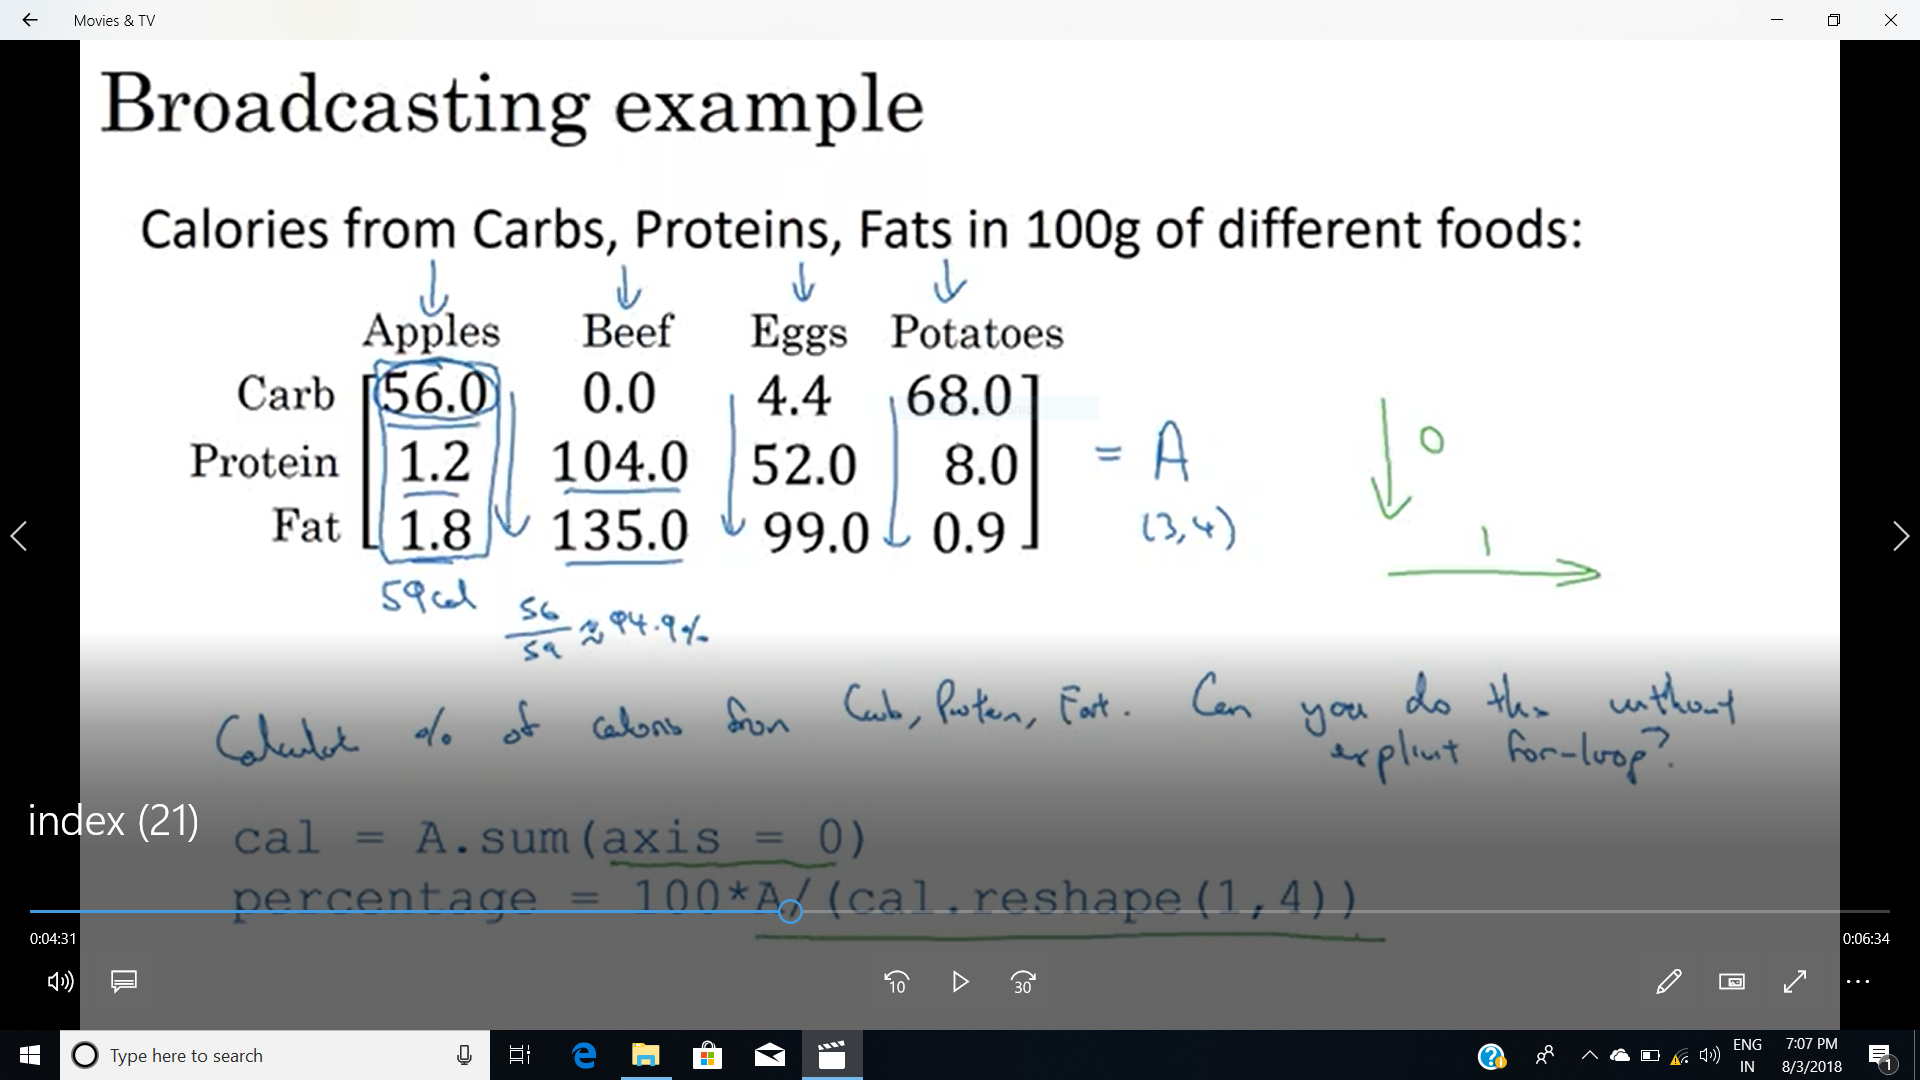 Movies & TV
Broadcasting example
Calories from Carbs, Proteins, Fats in 100g of different foods:
Apples Beef Eggs Potatoes
Carb 56.0 0.0 4.4 68.0
Protein 1.2 104.0 52.0 8.0
Fat 1.8 135.0 99.0 0.9
= A
(3,4)
0
1
59cal
56
59
≈ 94.9%
Calculate % of calories from Carb, Protein, Fat. Can you do this without
explicit for-loop?
index (21)
cal = A.sum(axis = 0)
percentage = 100*A/(cal.reshape(1,4))
0:04:31
0:06:34
10
30
Type here to search
ENG
IN
7:07 PM
8/3/2018
1